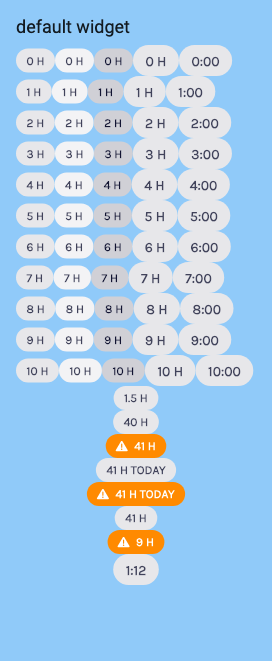 default widget
0 H 0 H 0 H 0 H 0:00
1 H 1 H 1 H 1 H 1:00
2 H 2 H 2 H 2 H 2:00
3 H 3 H 3 H 3 H 3:00
4 H 4 H 4 H 4 H 4:00
5 H 5 H 5 H 5 H 5:00
6 H 6 H 6 H 6 H 6:00
7 H 7 H 7 H 7 H 7:00
8 H 8 H 8 H 8 H 8:00
9 H 9 H 9 H 9 H 9:00
10 H 10 H 10 H 10 H 10:00
1.5 H
40 H
41 H
41 H TODAY
41 H TODAY
41 H
9 H
1:12